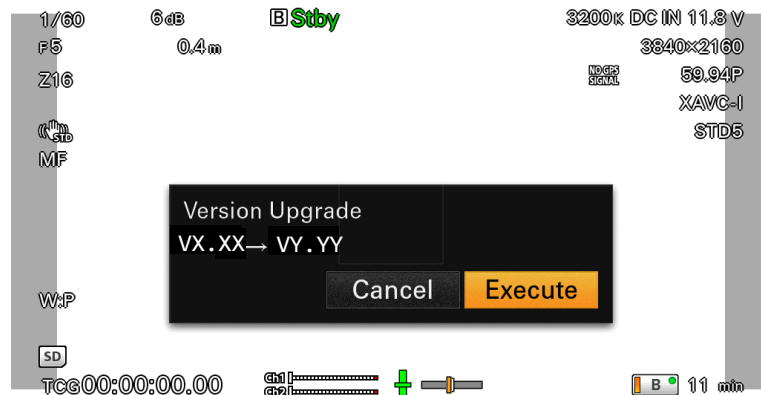 1/60 6dB B Stby 3200K DC IN 11.8 V
F5 0.4m 3840×2160
Z16 NO GPS SIGNAL 59.94P
XAVC-I
STD STD5
MF
Version Upgrade
VX.XX→ VY.YY
Cancel Execute
W:P
SD
TCG00:00:00.00 Ch1 B 11 min
Ch2